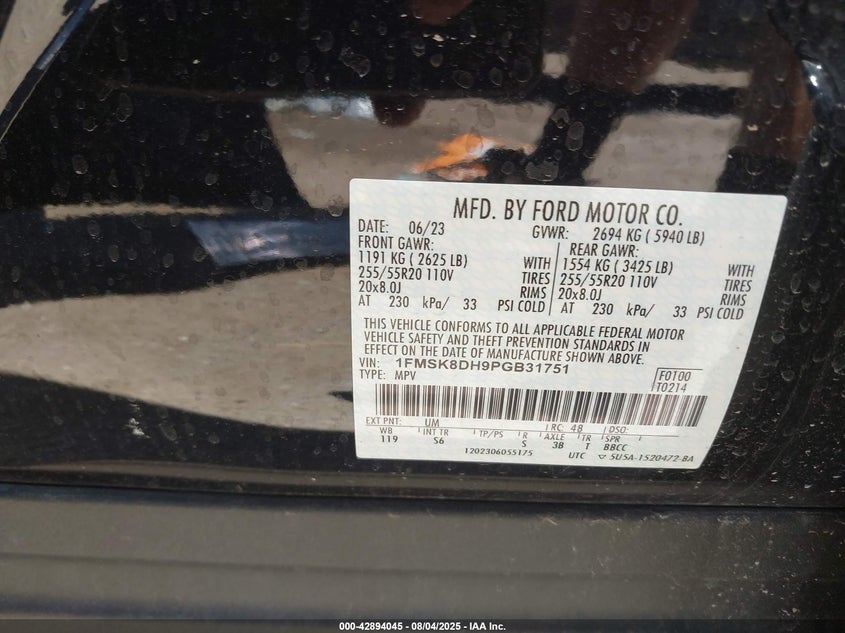 MFD. BY FORD MOTOR CO.
DATE: 06/23 GVWR: 2694 KG ( 5940 LB)
FRONT GAWR: REAR GAWR:
1191 KG ( 2625 LB) WITH 1554 KG ( 3425 LB) WITH
255/55R20 110V TIRES 255/55R20 110V TIRES
20x8.0J RIMS 20x8.0J RIMS
AT 230 kPa/ 33 PSI COLD AT 230 kPa/ 33 PSI COLD
THIS VEHICLE CONFORMS TO ALL APPLICABLE FEDERAL MOTOR
VEHICLE SAFETY AND THEFT PREVENTION STANDARDS IN
EFFECT ON THE DATE OF MANUFACTURE SHOWN ABOVE.
VIN: 1FMSK8DH9PGB31751 F0100
TYPE: MPV T0214
EXT PNT: UM RC: 48 DSO:
WB INT TR TP/PS R AXLE TR SPR
119 S6 S 3B T BBCC
1202306055175 UTC ▽ 5U5A-1520472-BA
000-42894045 - 08/04/2025 - IAA Inc.